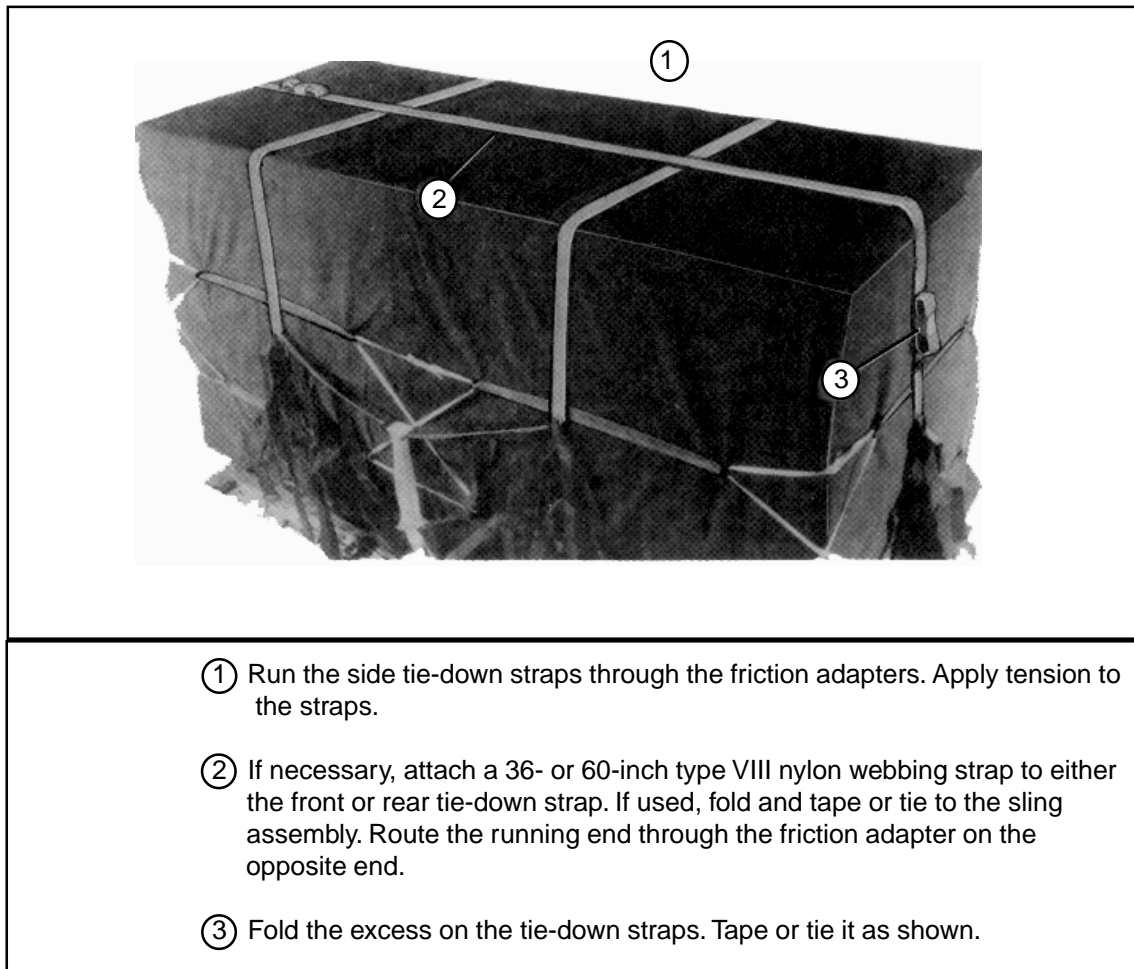 1
2
3
1 Run the side tie-down straps through the friction adapters. Apply tension to
the straps.
2 If necessary, attach a 36- or 60-inch type VIII nylon webbing strap to either
the front or rear tie-down strap. If used, fold and tape or tie to the sling
assembly. Route the running end through the friction adapter on the
opposite end.
3 Fold the excess on the tie-down straps. Tape or tie it as shown.